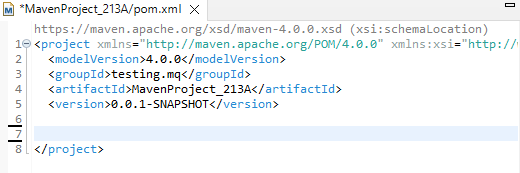 *MavenProject_213A/pom.xml
https://maven.apache.org/xsd/maven-4.0.0.xsd (xsi:schemaLocation)
1 <project xmlns="http://maven.apache.org/POM/4.0.0" xmlns:xsi="http://
2 <modelVersion>4.0.0</modelVersion>
3 <groupId>testing.mq</groupId>
4 <artifactId>MavenProject_213A</artifactId>
5 <version>0.0.1-SNAPSHOT</version>
6
7
8 </project>